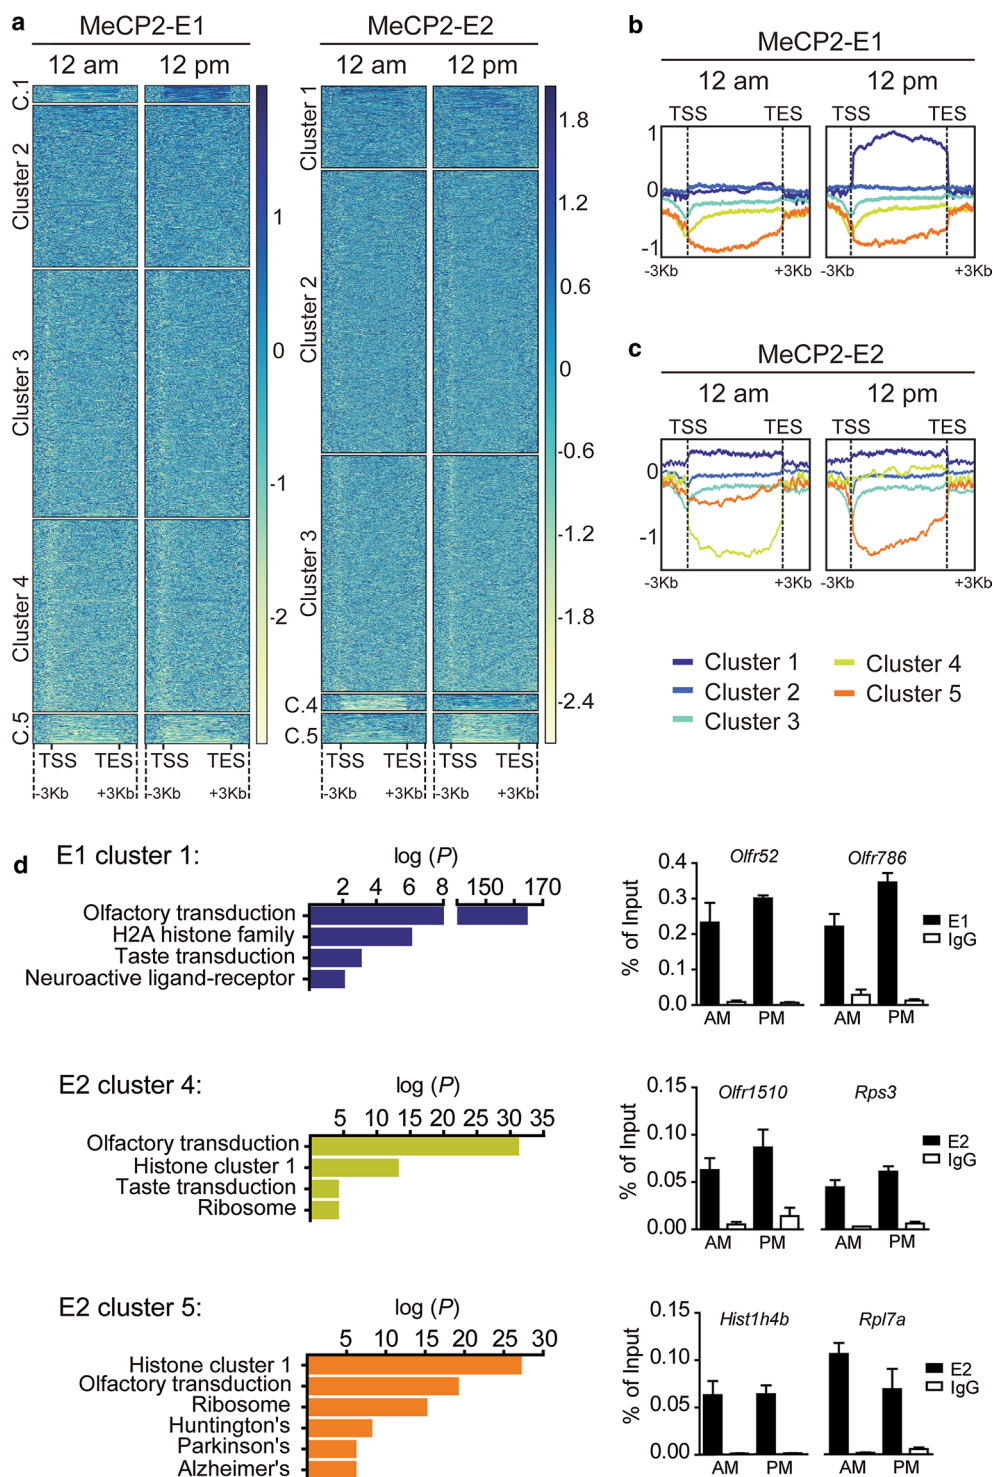 a
MeCP2-E1
12 am
12 pm
C.1
Cluster 2
Cluster 3
Cluster 4
C.5
1
0
-1
-2
TSS
TES
TSS
TES
-3Kb
+3Kb
-3Kb
+3Kb
MeCP2-E2
12 am
12 pm
Cluster 1
Cluster 2
Cluster 3
C.4
C.5
1.8
1.2
0.6
0
-0.6
-1.2
-1.8
-2.4
TSS
TES
TSS
TES
-3Kb
+3Kb
-3Kb
+3Kb
b
MeCP2-E1
12 am
12 pm
TSS
TES
TSS
TES
1
0
-1
-3Kb
+3Kb
-3Kb
+3Kb
c
MeCP2-E2
12 am
12 pm
TSS
TES
TSS
TES
0
-1
-3Kb
+3Kb
-3Kb
+3Kb
Cluster 1
Cluster 2
Cluster 3
Cluster 4
Cluster 5
d
E1 cluster 1:
log (P)
2 4 6 8 150 170
Olfactory transduction
H2A histone family
Taste transduction
Neuroactive ligand-receptor
Olfr52
Olfr786
% of Input
0.4
0.3
0.2
0.1
0.0
AM PM
AM PM
E1
IgG
E2 cluster 4:
log (P)
5 10 15 20 25 30 35
Olfactory transduction
Histone cluster 1
Taste transduction
Ribosome
Olfr1510
Rps3
% of Input
0.15
0.10
0.05
0.00
AM PM
AM PM
E2
IgG
E2 cluster 5:
log (P)
5 10 15 20 25 30
Histone cluster 1
Olfactory transduction
Ribosome
Huntington's
Parkinson's
Alzheimer's
Hist1h4b
Rpl7a
% of Input
0.15
0.10
0.05
0.00
AM PM
AM PM
E2
IgG